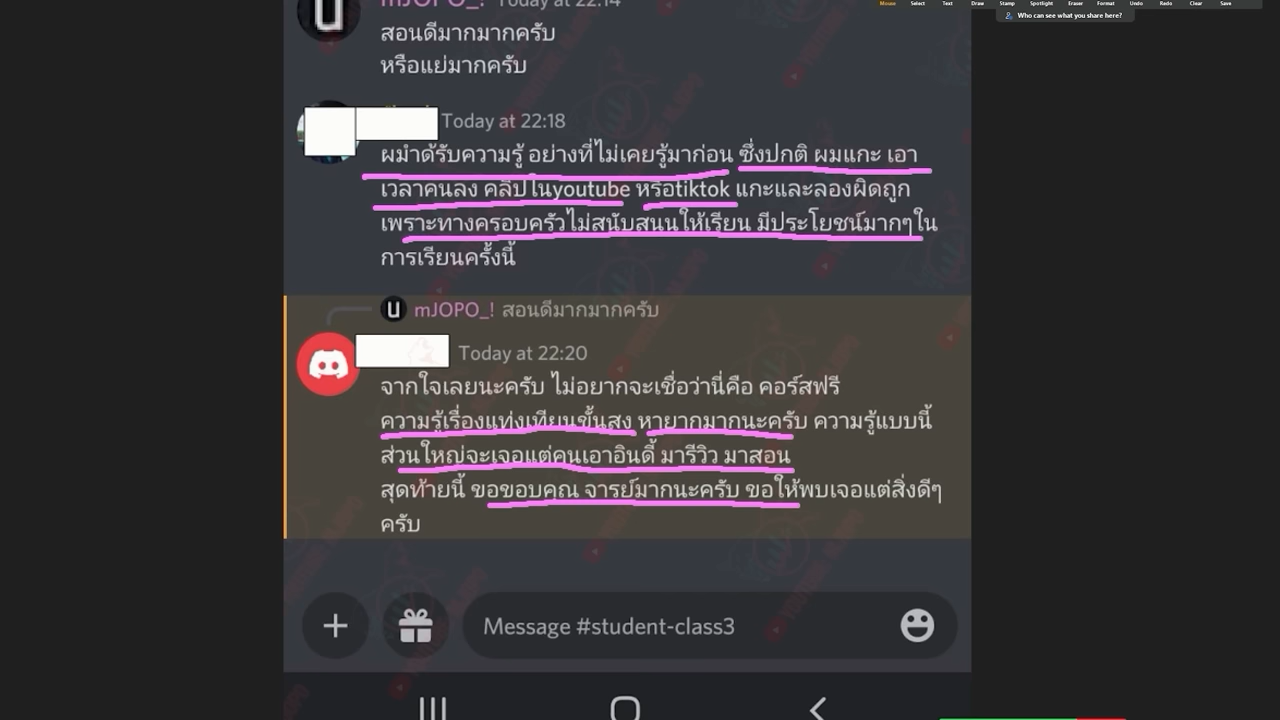 Mouse Select Text Draw Stamp Spotlight Eraser Format Undo Redo Clear Save
Who can see what you share here?
mJOPO_! Today at 22:14
สอนดีมากมากครับ
หรือแย่มากครับ
Today at 22:18
ผมำด้รับความรู้ อย่างที่ไม่เคยรู้มาก่อน ซึ่งปกติ ผมแกะ เอา
เวลาคนลง คลิปในyoutube หรือtiktok แกะและลองผิดถูก
เพราะทางครอบครัวไม่สนับสนนให้เรียน มีประโยชน์มากๆใน
การเรียนครั้งนี้
mJOPO_! สอนดีมากมากครับ
Today at 22:20
จากใจเลยนะครับ ไม่อยากจะเชื่อว่านี่คือ คอร์สฟรี
ความรู้เรื่องแท่งเทียนขั้นสูง หายากมากนะครับ ความรู้แบบนี้
ส่วนใหญ่จะเจอแต่คนเอาอินดี้ มารีวิว มาสอน
สุดท้ายนี้ ขอขอบคุณ จารย์มากนะครับ ขอให้พบเจอแต่สิ่งดีๆ
ครับ
Message #student-class3